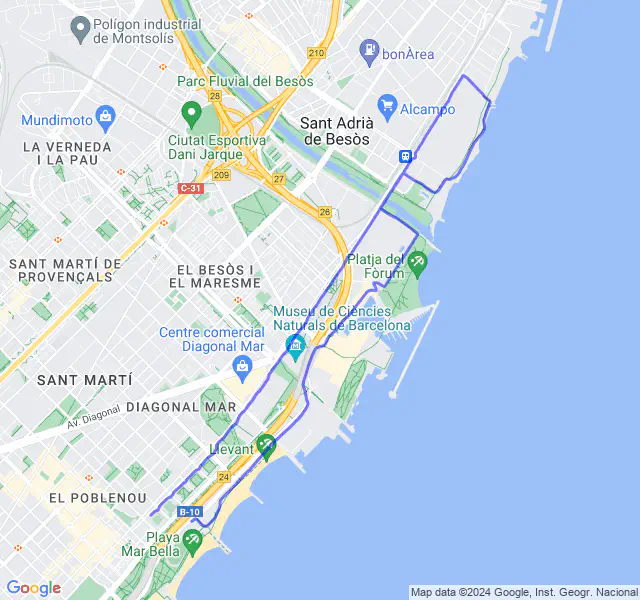 Polígon industrial
de Montsolís
210
bonÀrea
Parc Fluvial del Besòs
28
Alcampo
Mundimoto
Sant Adrià
de Besòs
Ciutat Esportiva
Dani Jarque
LA VERNEDA
I LA PAU
209
27
C-31
26
SANT MARTÍ DE
PROVENÇALS
EL BESÒS I
EL MARESME
Platja del
Fòrum
Museu de Ciències
Naturals de Barcelona
Centre comercial
Diagonal Mar
SANT MARTÍ
Av. Diagonal
DIAGONAL MAR
Llevant
24
EL POBLENOU
B-10
Playa
Mar Bella
Google
Map data ©2024 Google, Inst. Geogr. Nacional